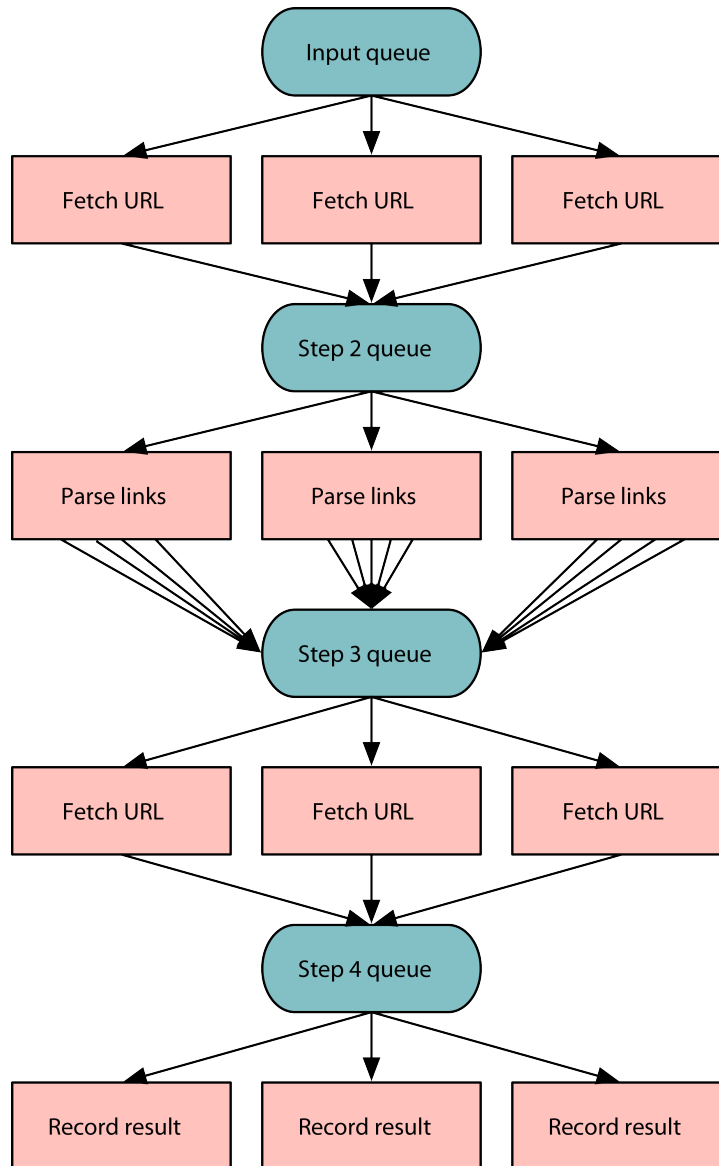 Input queue
Fetch URL
Fetch URL
Fetch URL
Step 2 queue
Parse links
Parse links
Parse links
Step 3 queue
Fetch URL
Fetch URL
Fetch URL
Step 4 queue
Record result
Record result
Record result